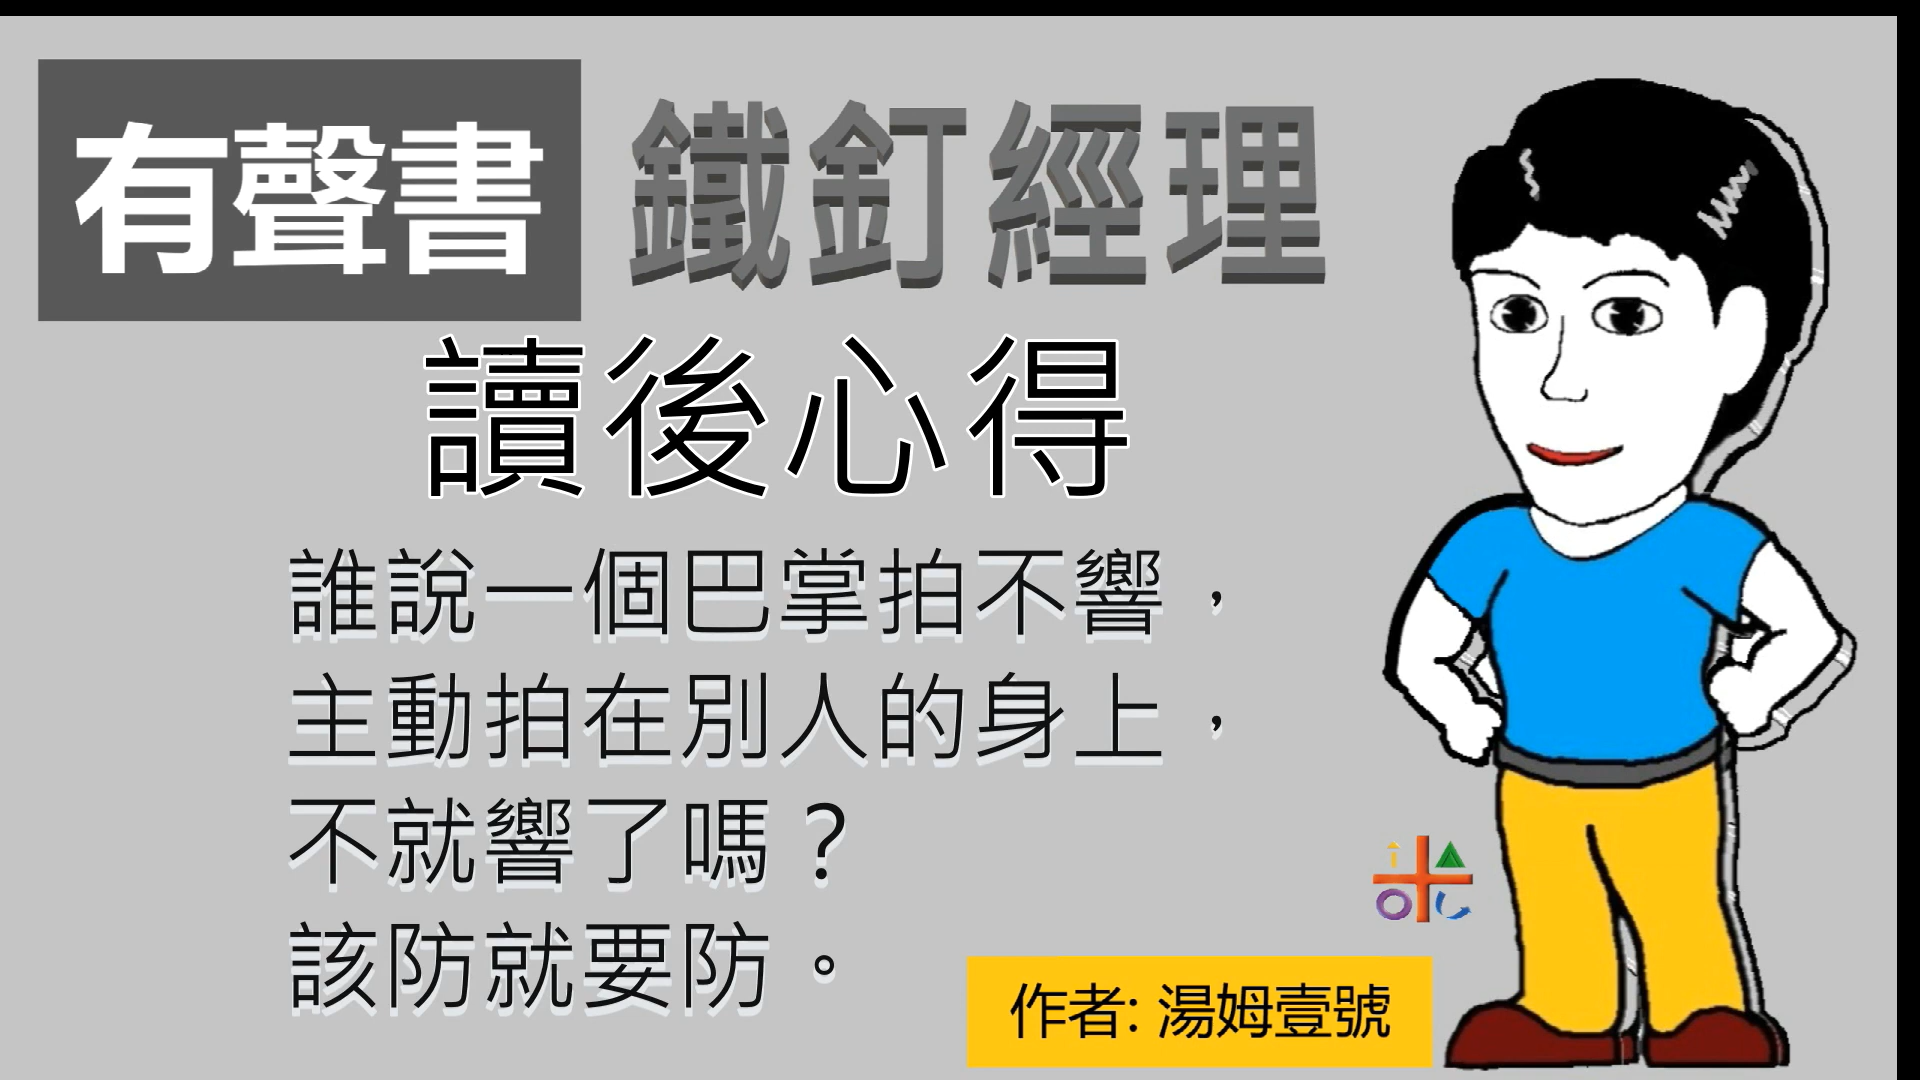 有聲書
鐵釘經理
讀後心得
誰說一個巴掌拍不響，
主動拍在別人的身上，
不就響了嗎？
該防就要防。
作者: 湯姆壹號